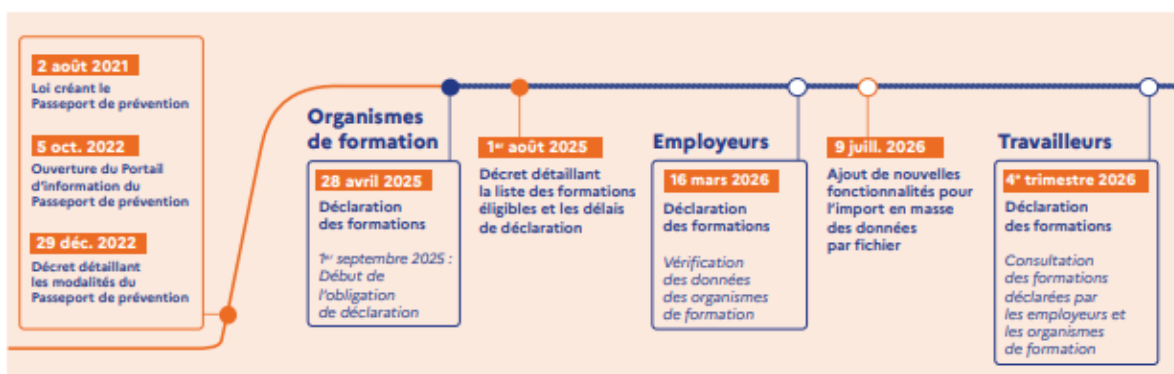 2 août 2021
Loi créant le
Passeport de prévention
5 oct. 2022
Ouverture du Portail
d'information du
Passeport de prévention
29 déc. 2022
Décret détaillant
les modalités du
Passeport de prévention
Organismes
de formation
28 avril 2025
Déclaration
des formations
1er septembre 2025 :
Début de
l'obligation
de déclaration
1er août 2025
Décret détaillant
la liste des formations
éligibles et les délais
de déclaration
Employeurs
16 mars 2026
Déclaration
des formations
Vérification
des données
des organismes
de formation
9 juill. 2026
Ajout de nouvelles
fonctionnalités pour
l'import en masse
des données
par fichier
Travailleurs
4e trimestre 2026
Déclaration
des formations
Consultation
des formations
déclarées par
les employeurs et
les organismes
de formation